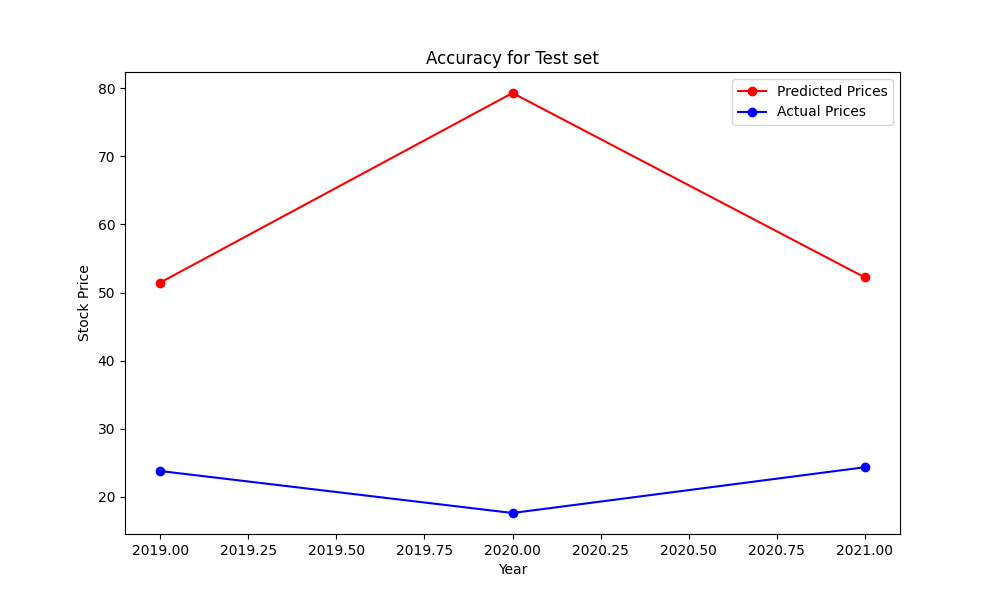 Accuracy for Test set
Predicted Prices
Actual Prices
80
70
60
50
40
30
20
Stock Price
2019.00 2019.25 2019.50 2019.75 2020.00 2020.25 2020.50 2020.75 2021.00
Year